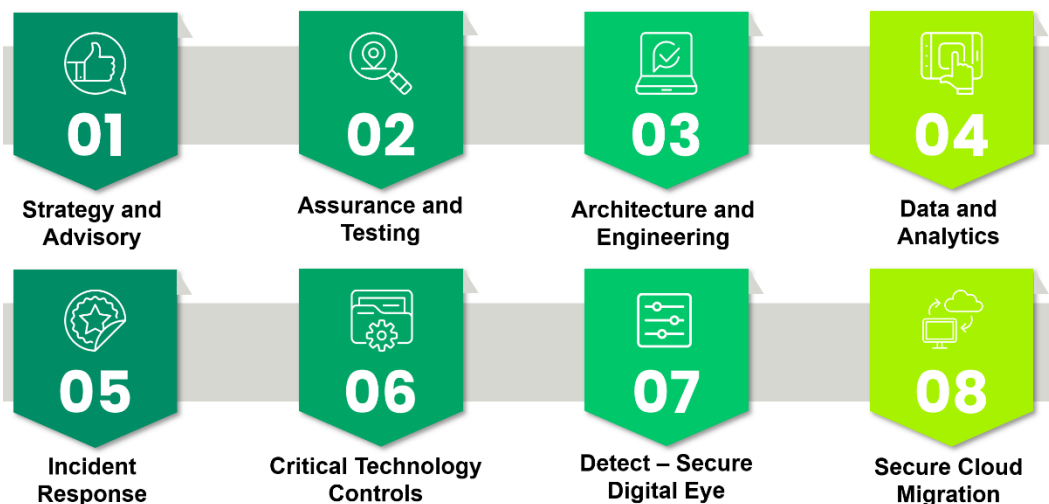 01
Strategy and
Advisory
02
Assurance and
Testing
03
Architecture and
Engineering
04
Data and
Analytics
05
Incident
Response
06
Critical Technology
Controls
07
Detect – Secure
Digital Eye
08
Secure Cloud
Migration